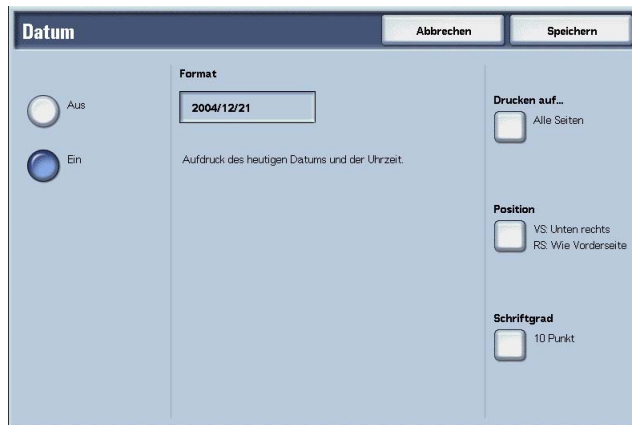 Datum
Abbrechen
Speichern
Aus
Ein
Format
2004/12/21
Aufdruck des heutigen Datums und der Uhrzeit.
Drucken auf...
Alle Seiten
Position
VS: Unten rechts
RS: Wie Vorderseite
Schriftgrad
10 Punkt